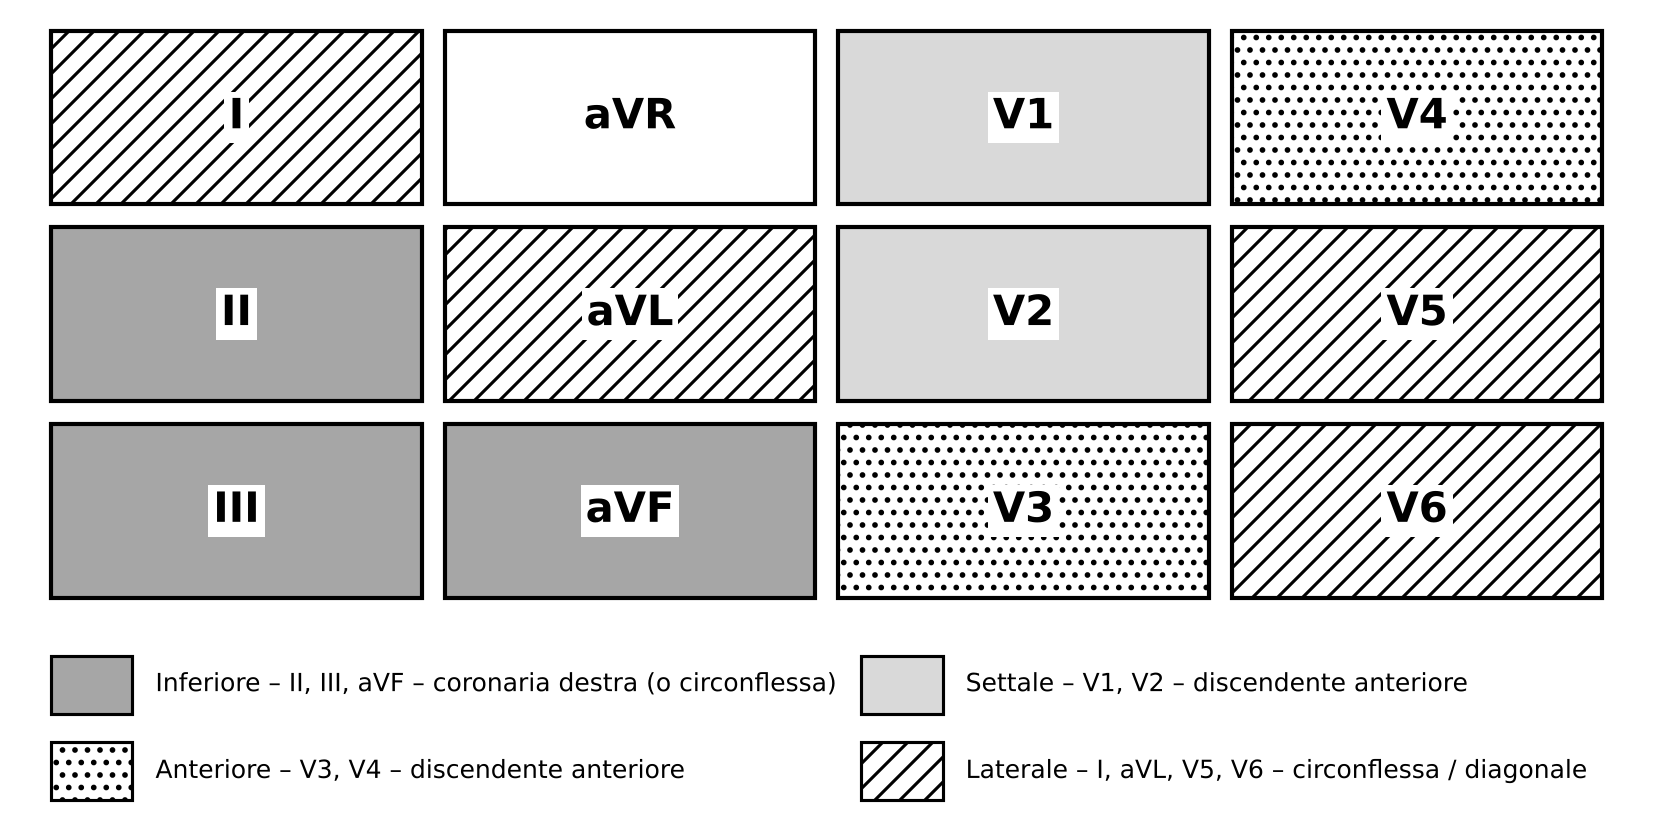 I aVR V1 V4
II aVL V2 V5
III aVF V3 V6
Inferiore – II, III, aVF – coronaria destra (o circonflessa)
Settale – V1, V2 – discendente anteriore
Anteriore – V3, V4 – discendente anteriore
Laterale – I, aVL, V5, V6 – circonflessa / diagonale